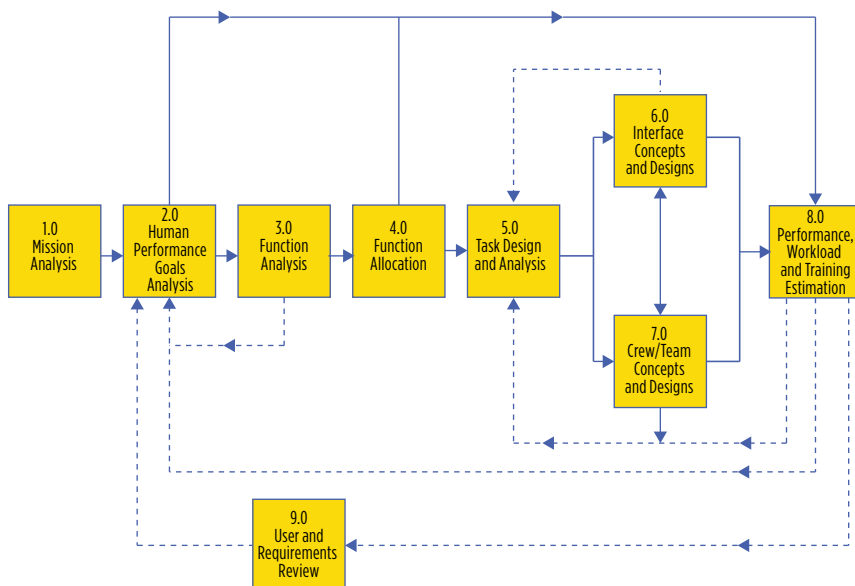 1.0
Mission
Analysis
2.0
Human
Performance
Goals
Analysis
3.0
Function
Analysis
4.0
Function
Allocation
5.0
Task Design
and Analysis
6.0
Interface
Concepts
and Designs
7.0
Crew/Team
Concepts
and Designs
8.0
Performance,
Workload
and Training
Estimation
9.0
User and
Requirements
Review